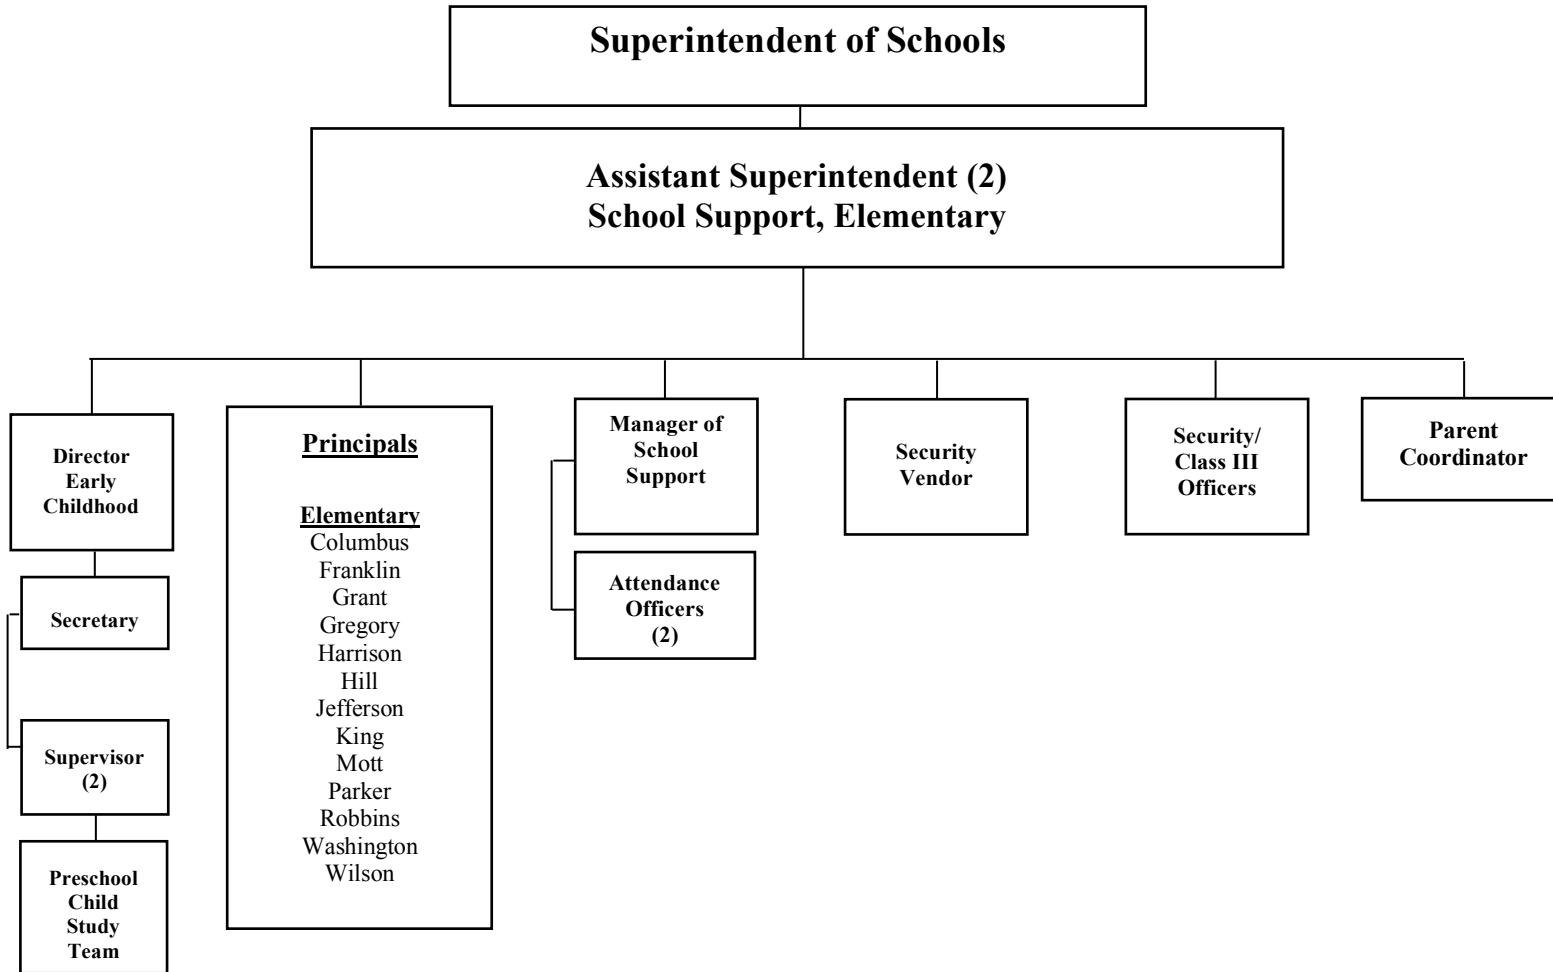 Superintendent of Schools
Assistant Superintendent (2)
School Support, Elementary
Director
Early
Childhood
Secretary
Supervisor
(2)
Preschool
Child
Study
Team
Principals
Elementary
Columbus
Franklin
Grant
Gregory
Harrison
Hill
Jefferson
King
Mott
Parker
Robbins
Washington
Wilson
Manager of
School
Support
Attendance
Officers
(2)
Security
Vendor
Security/
Class III
Officers
Parent
Coordinator